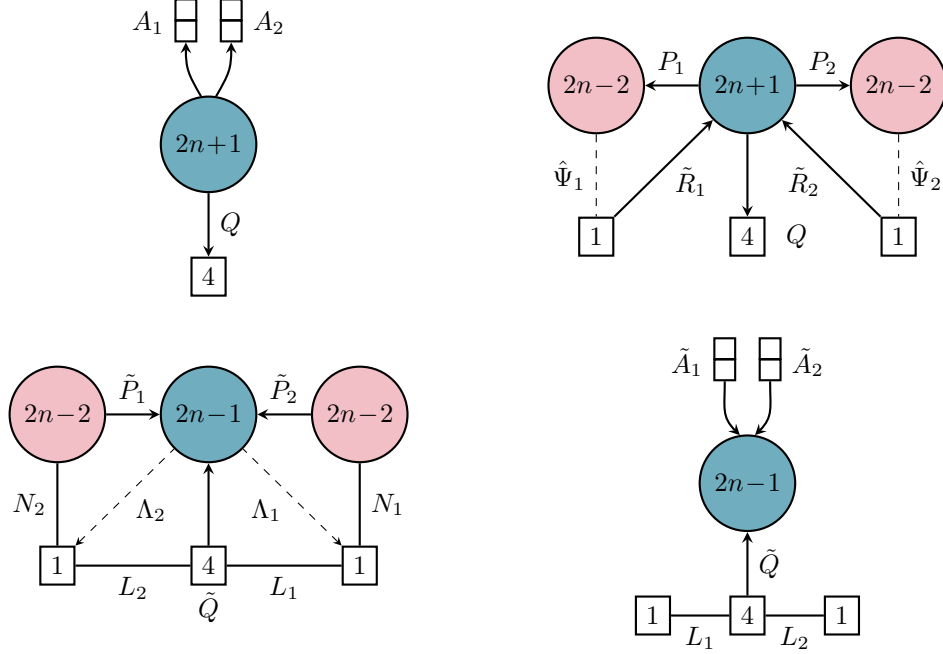 A₁ A₂
2n+1
Q
4
2n−2 P₁ 2n+1 P₂ 2n−2
Ψ̂₁ R̃₁ R̃₂ Ψ̂₂
1 4 Q 1
2n−2 P̃₁ 2n−1 P̃₂ 2n−2
N₂ Λ₂ Λ₁ N₁
1 L₂ 4 L₁ 1
Q̃
Ã₁ Ã₂
2n−1
Q̃
1 L₁ 4 L₂ 1